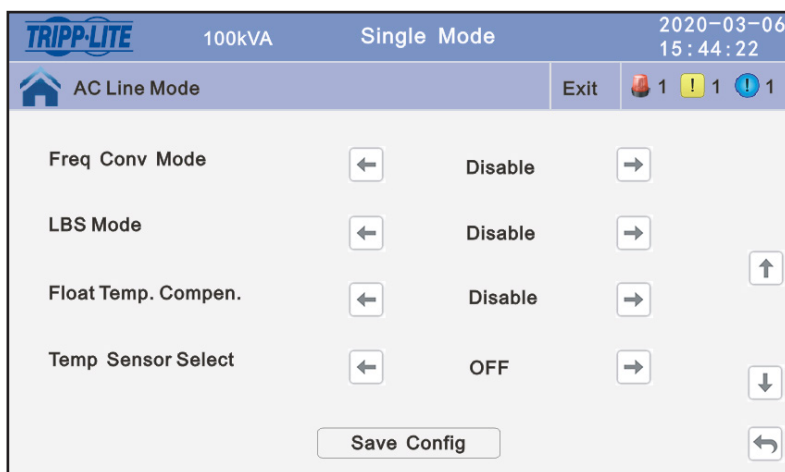 TRIPP·LITE 100kVA Single Mode 2020-03-06
15:44:22
AC Line Mode Exit 1 ! 1 ! 1
Freq Conv Mode Disable
LBS Mode Disable
Float Temp. Compen. Disable
Temp Sensor Select OFF
Save Config